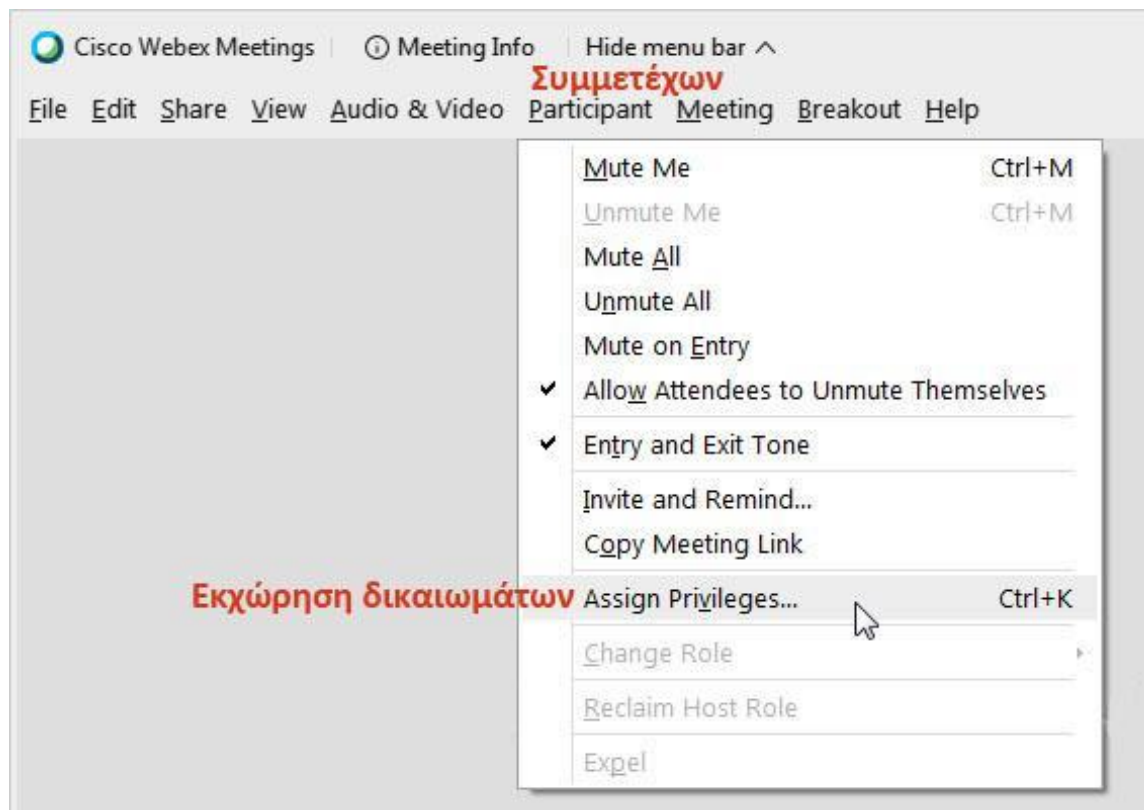 Cisco Webex Meetings Meeting Info Hide menu bar
Συμμετέχων
File Edit Share View Audio & Video Participant Meeting Breakout Help
Mute Me Ctrl+M
Unmute Me Ctrl+M
Mute All
Unmute All
Mute on Entry
Allow Attendees to Unmute Themselves
Entry and Exit Tone
Invite and Remind...
Copy Meeting Link
Εκχώρηση δικαιωμάτων Assign Privileges... Ctrl+K
Change Role
Reclaim Host Role
Expel